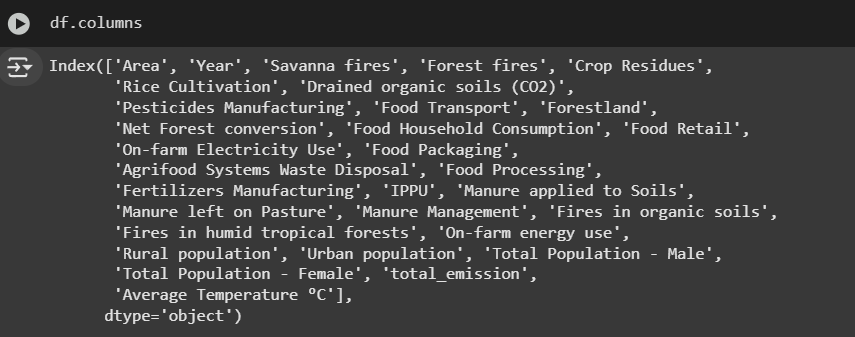 df.columns
Index(['Area', 'Year', 'Savanna fires', 'Forest fires', 'Crop Residues',
'Rice Cultivation', 'Drained organic soils (CO2)',
'Pesticides Manufacturing', 'Food Transport', 'Forestland',
'Net Forest conversion', 'Food Household Consumption', 'Food Retail',
'On-farm Electricity Use', 'Food Packaging',
'Agrifood Systems Waste Disposal', 'Food Processing',
'Fertilizers Manufacturing', 'IPPU', 'Manure applied to Soils',
'Manure left on Pasture', 'Manure Management', 'Fires in organic soils',
'Fires in humid tropical forests', 'On-farm energy use',
'Rural population', 'Urban population', 'Total Population - Male',
'Total Population - Female', 'total_emission',
'Average Temperature °C'],
dtype='object')